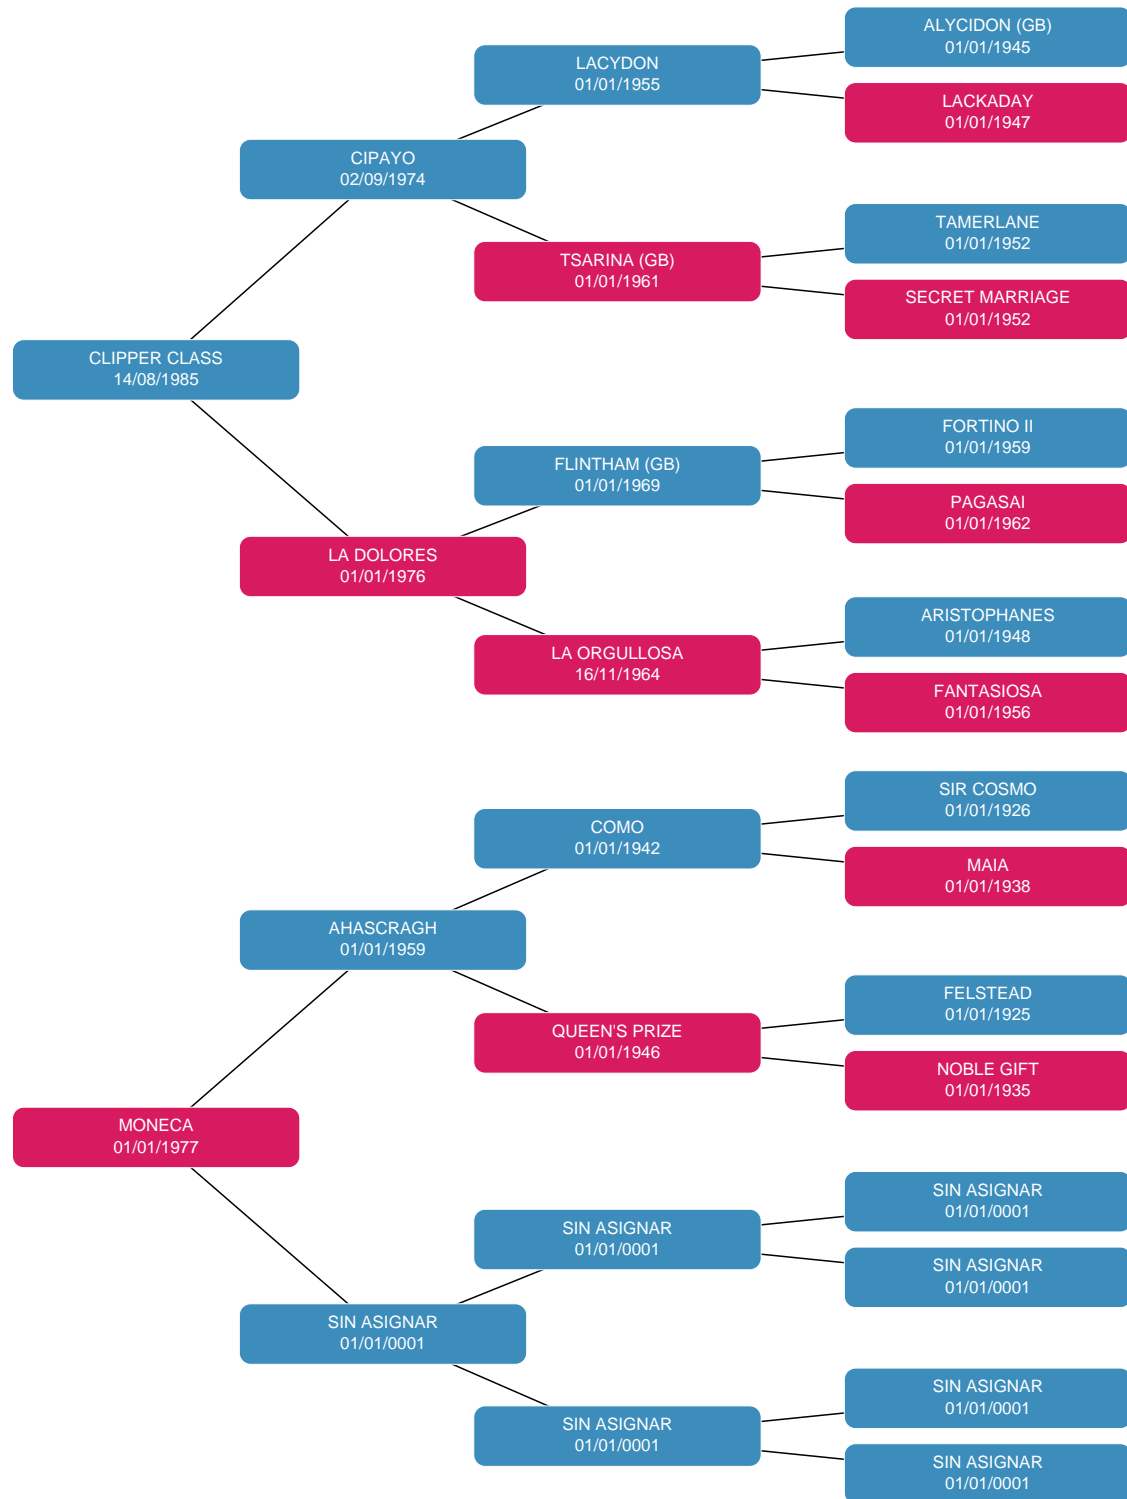 ALYCIDON (GB)
01/01/1945
LACYDON
01/01/1955
LACKADAY
01/01/1947
CIPAYO
02/09/1974
TAMERLANE
01/01/1952
TSARINA (GB)
01/01/1961
SECRET MARRIAGE
01/01/1952
CLIPPER CLASS
14/08/1985
FORTINO II
01/01/1959
FLINTHAM (GB)
01/01/1969
PAGASAI
01/01/1962
LA DOLORES
01/01/1976
ARISTOPHANES
01/01/1948
LA ORGULLOSA
16/11/1964
FANTASIOSA
01/01/1956
SIR COSMO
01/01/1926
COMO
01/01/1942
MAIA
01/01/1938
AHASCRAGH
01/01/1959
FELSTEAD
01/01/1925
QUEEN'S PRIZE
01/01/1946
NOBLE GIFT
01/01/1935
MONECA
01/01/1977
SIN ASIGNAR
01/01/0001
SIN ASIGNAR
01/01/0001
SIN ASIGNAR
01/01/0001
SIN ASIGNAR
01/01/0001
SIN ASIGNAR
01/01/0001
SIN ASIGNAR
01/01/0001
SIN ASIGNAR
01/01/0001